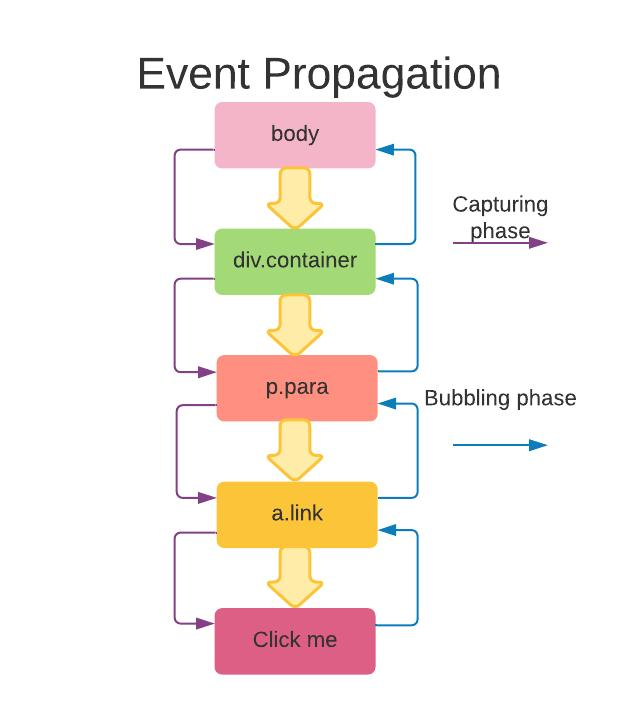 Event Propagation
body
Capturing
phase
div.container
p.para
Bubbling phase
a.link
Click me